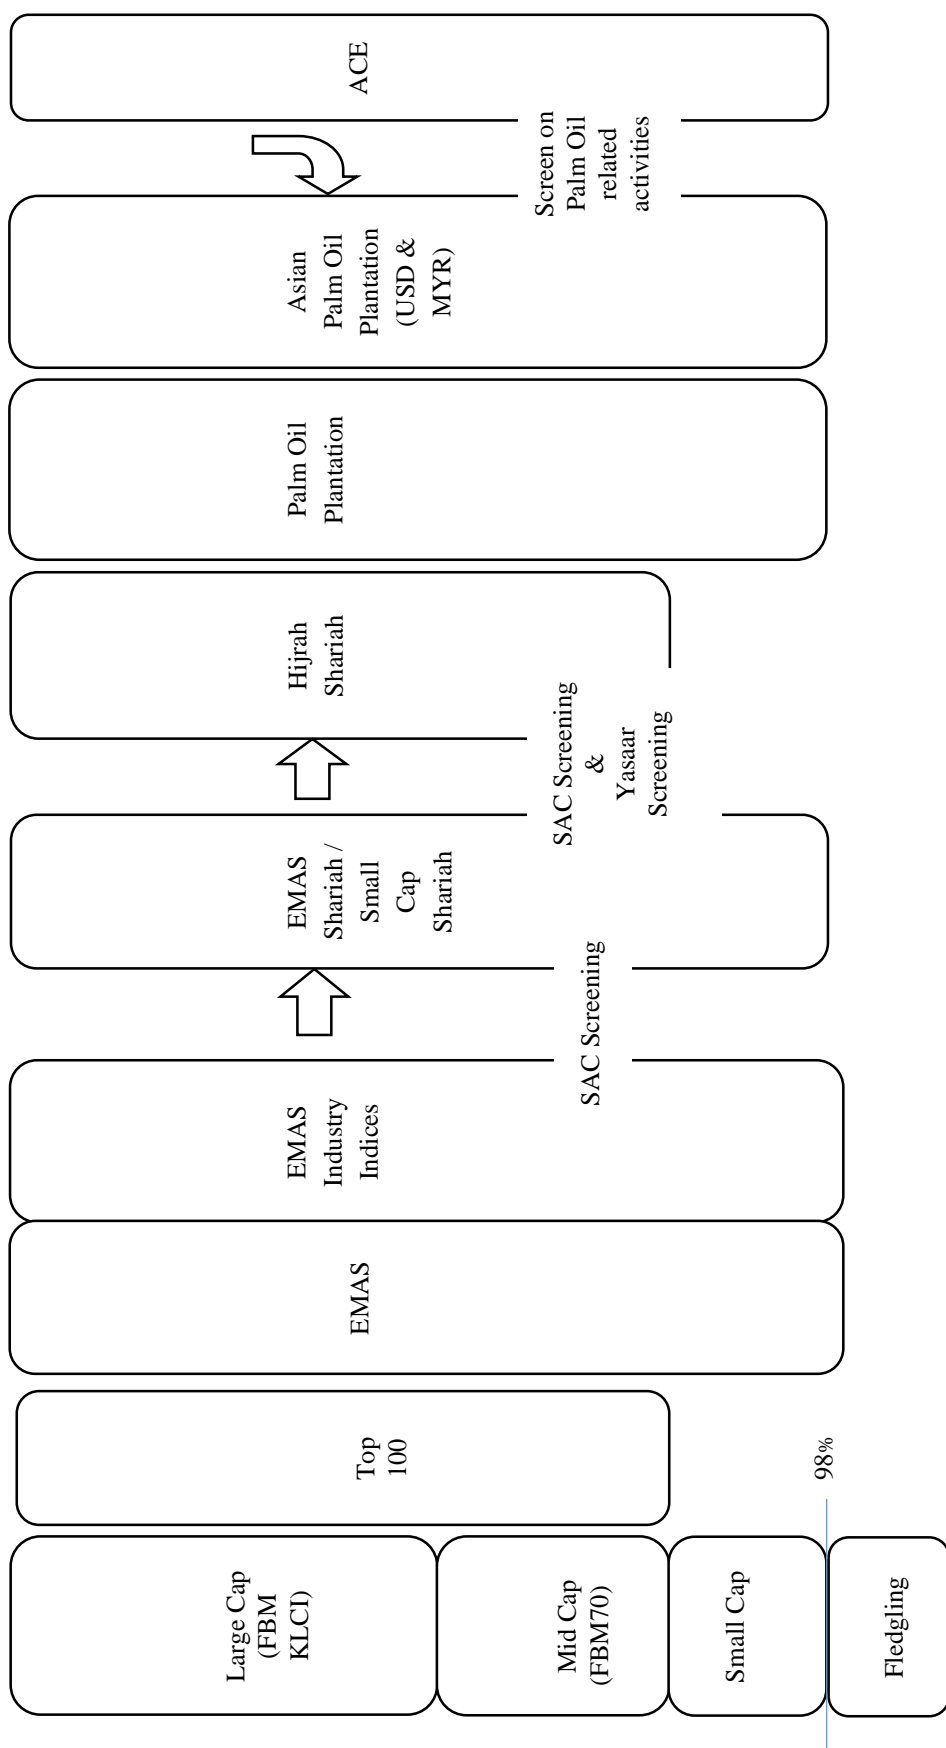 Large Cap
(FBM
KLCI)
Mid Cap
(FBM70)
Small Cap
Fledgling
Top
100
98%
EMAS
EMAS
Industry
Indices
SAC Screening
EMAS
Shariah /
Small
Cap
Shariah
SAC Screening
&
Yasaar
Screening
Hijrah
Shariah
Palm Oil
Plantation
Asian
Palm Oil
Plantation
(USD &
MYR)
Screen on
Palm Oil
related
activities
ACE